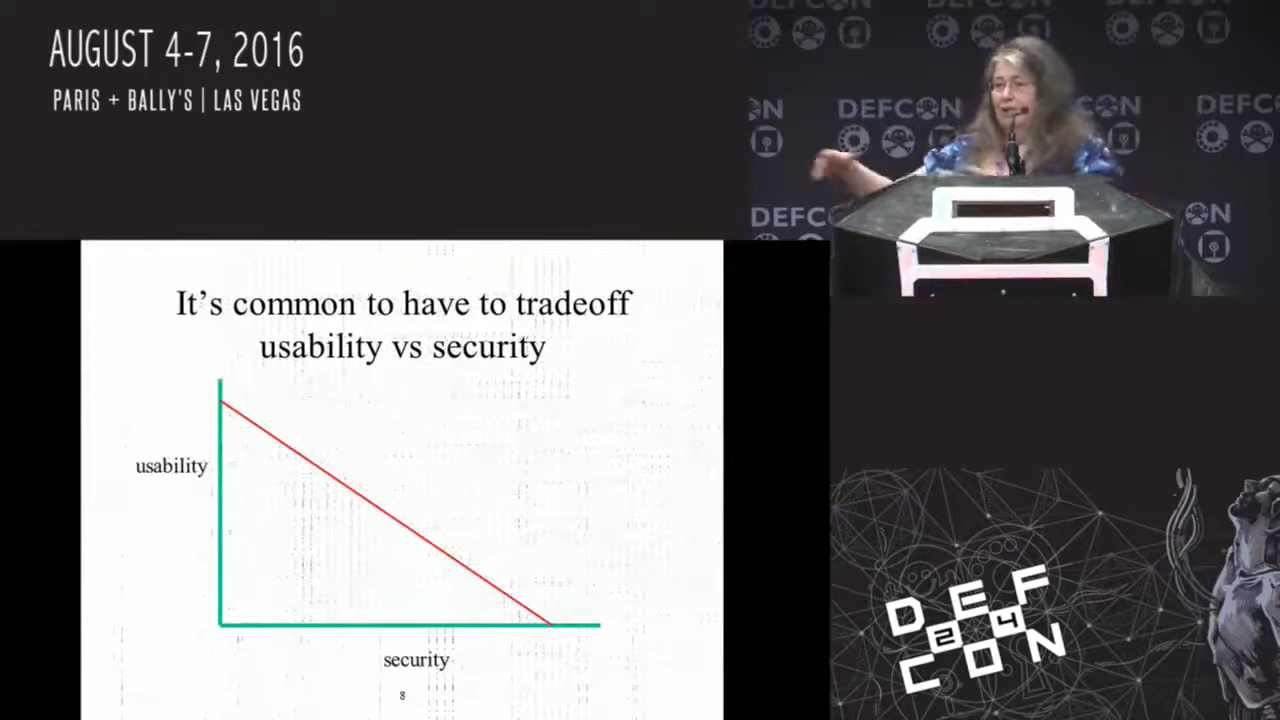 AUGUST 4-7, 2016
PARIS + BALLY'S | LAS VEGAS
DEFCON
DEFCON
It's common to have to tradeoff
usability vs security
usability
security
8
DEF
24
CON